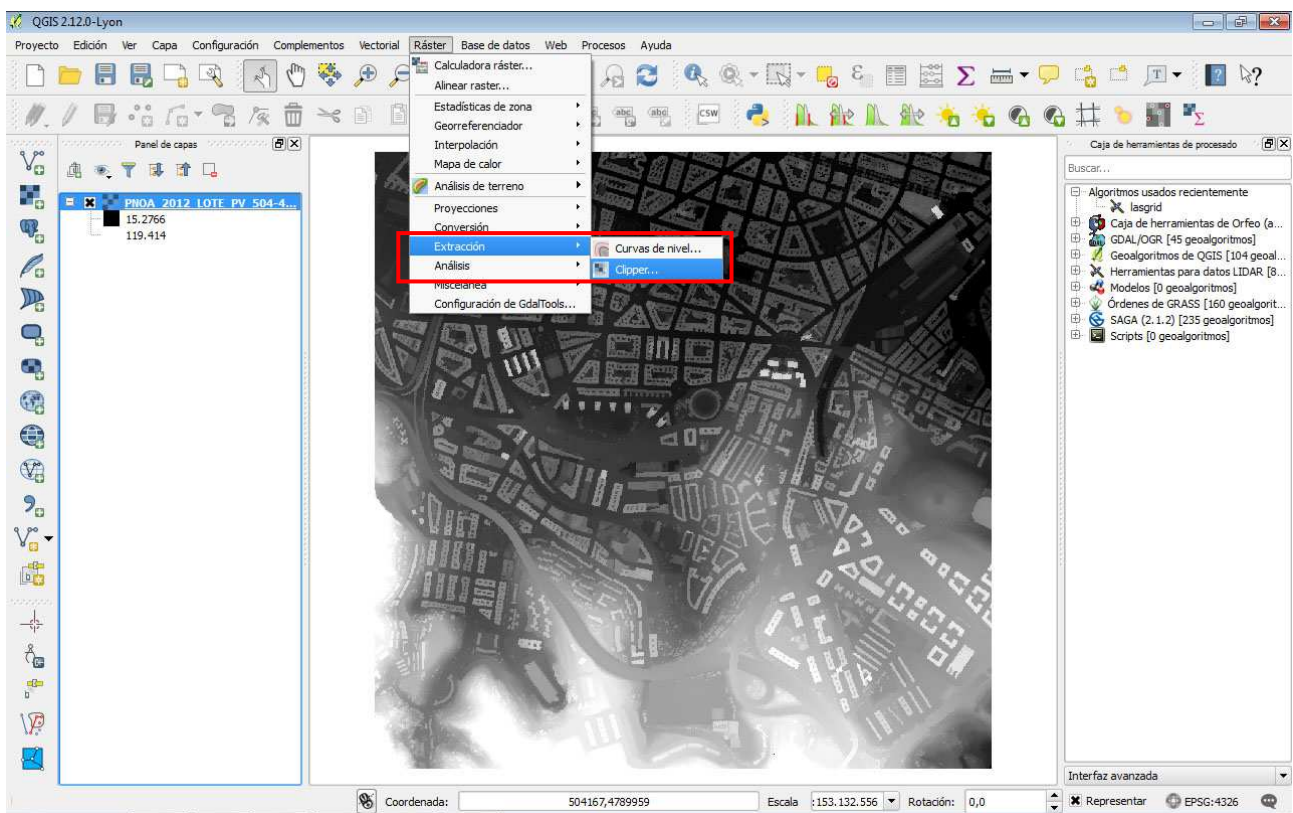 QGIS 2.12.0-Lyon
Proyecto Edición Ver Capa Configuración Complementos Vectorial Ráster Base de datos Web Procesos Ayuda
Calculadora ráster...
Alinear raster...
Estadísticas de zona
Georreferenciador
Interpolación
Mapa de calor
Análisis de terreno
Proyecciones
Conversión
Extracción
Análisis
Miscelánea
Configuración de GdalTools...
Curvas de nivel...
Clipper...
CSW
Panel de capas
PNOA_2012_LOTE_PV_504-4...
15.2766
119.414
Caja de herramientas de procesado
Buscar...
Algoritmos usados recientemente
lasgrid
Caja de herramientas de Orfeo (a...
GDAL/OGR [45 geoalgoritmos]
Geoalgoritmos de QGIS [104 geoal...
Herramientas para datos LIDAR [8...
Modelos [0 geoalgoritmos]
Órdenes de GRASS [160 geoalgorit...
SAGA (2.1.2) [235 geoalgoritmos]
Scripts [0 geoalgoritmos]
Interfaz avanzada
Coordenada: 504167,4789959 Escala :153.132.556 Rotación: 0,0 Representar EPSG:4326